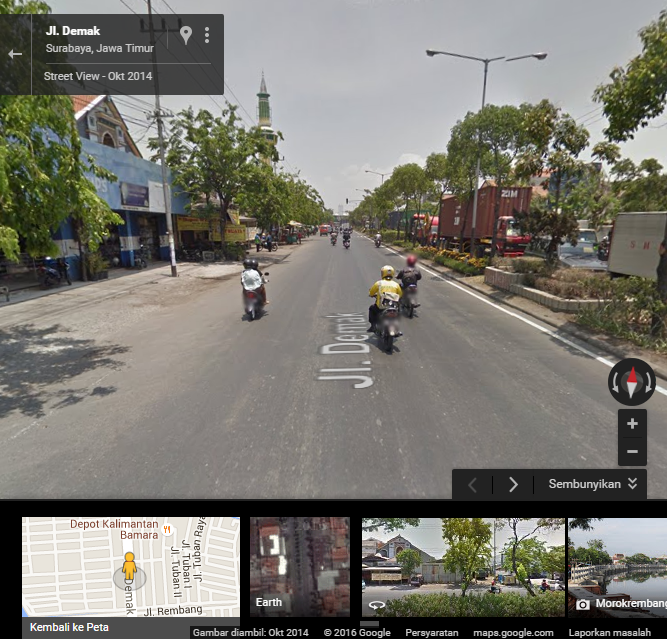 Jl. Demak
Surabaya, Jawa Timur
Street View - Okt 2014
Jl. Demak
Sembunyikan
Depot Kalimantan
Bamara
Jl. Tuban Raya
Jl. Tuban I
Jl. Tuban II
Demak
Jl. Rembang
Kembali ke Peta
Earth
Morokrembang
Gambar diambil: Okt 2014
© 2016 Google
Persyaratan
maps.google.com
Laporkan masalah